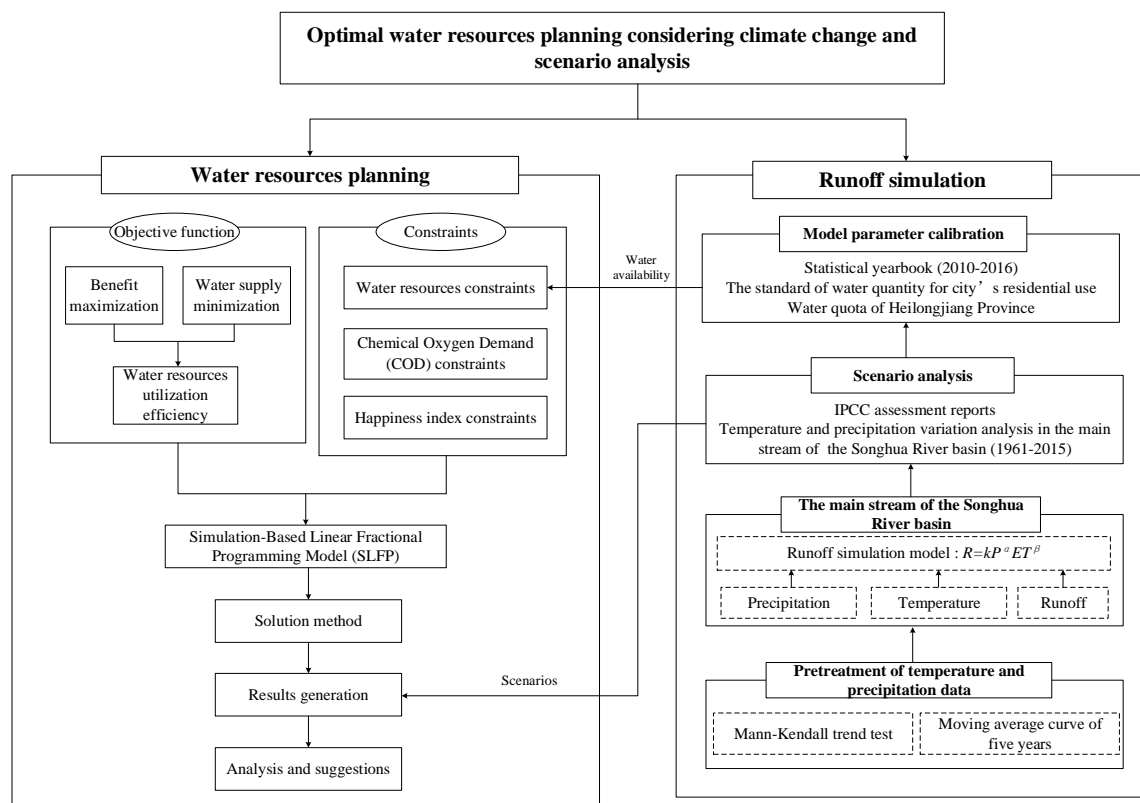 Optimal water resources planning considering climate change and
scenario analysis
Water resources planning
Objective function
Benefit
maximization
Water supply
minimization
Water resources
utilization
efficiency
Constraints
Water resources constraints
Chemical Oxygen Demand
(COD) constraints
Happiness index constraints
Simulation-Based Linear Fractional
Programming Model (SLFP)
Solution method
Results generation
Analysis and suggestions
Water
availability
Scenarios
Runoff simulation
Model parameter calibration
Statistical yearbook (2010-2016)
The standard of water quantity for city’s residential use
Water quota of Heilongjiang Province
Scenario analysis
IPCC assessment reports
Temperature and precipitation variation analysis in the main
stream of the Songhua River basin (1961-2015)
The main stream of the Songhua
River basin
Runoff simulation model : R=kP^α ET^β
Precipitation
Temperature
Runoff
Pretreatment of temperature and
precipitation data
Mann-Kendall trend test
Moving average curve of
five years